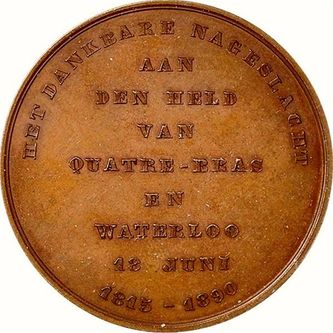 HET DANKBARE NAGESLACHT
AAN
DEN HELD
VAN
QUATRE-BRAS
EN
WATERLOO
18 JUNI
1815 - 1890